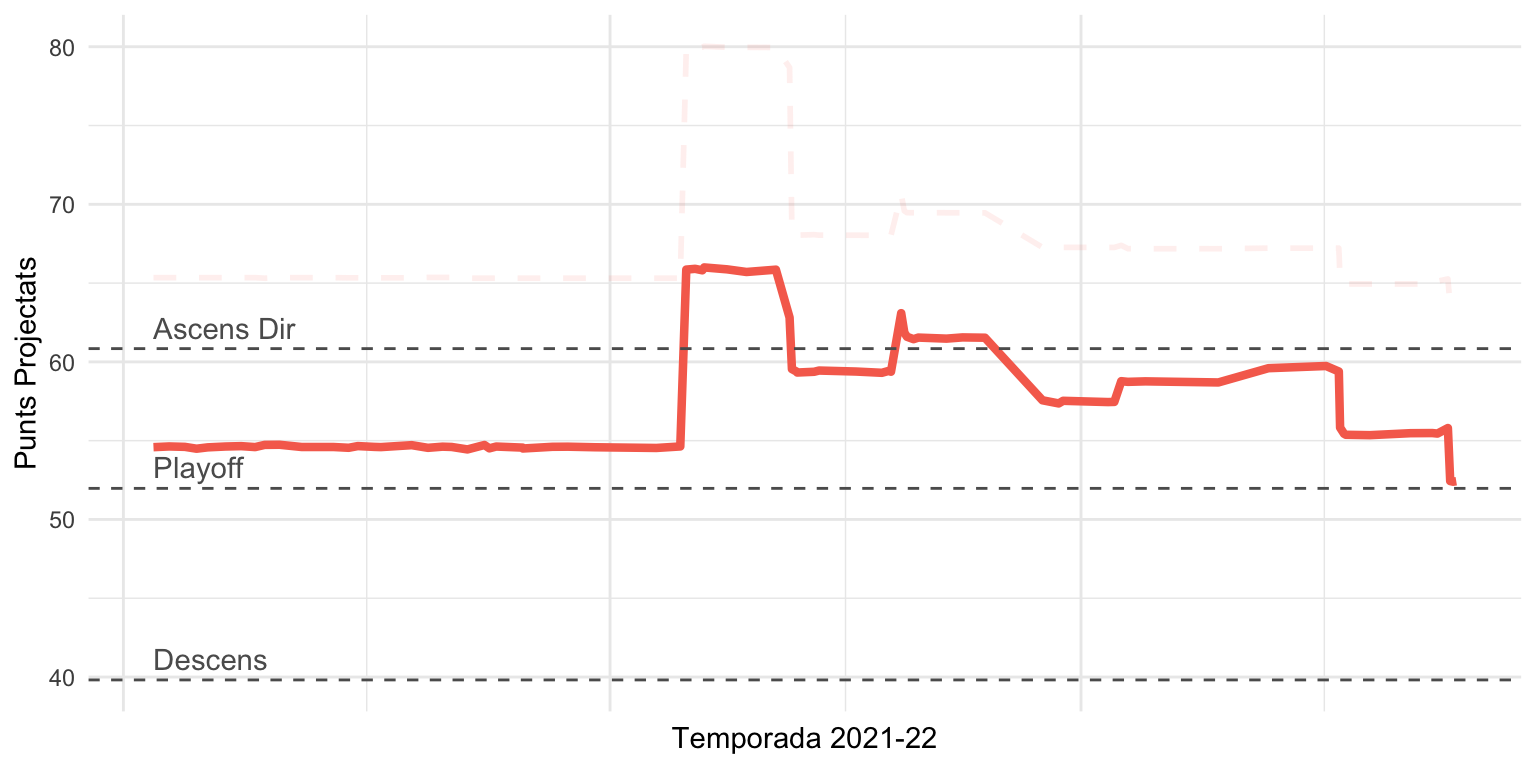 80
70
Ascens Dir
60
Playoff
50
Descens
40
Punts Projectats
Temporada 2021-22